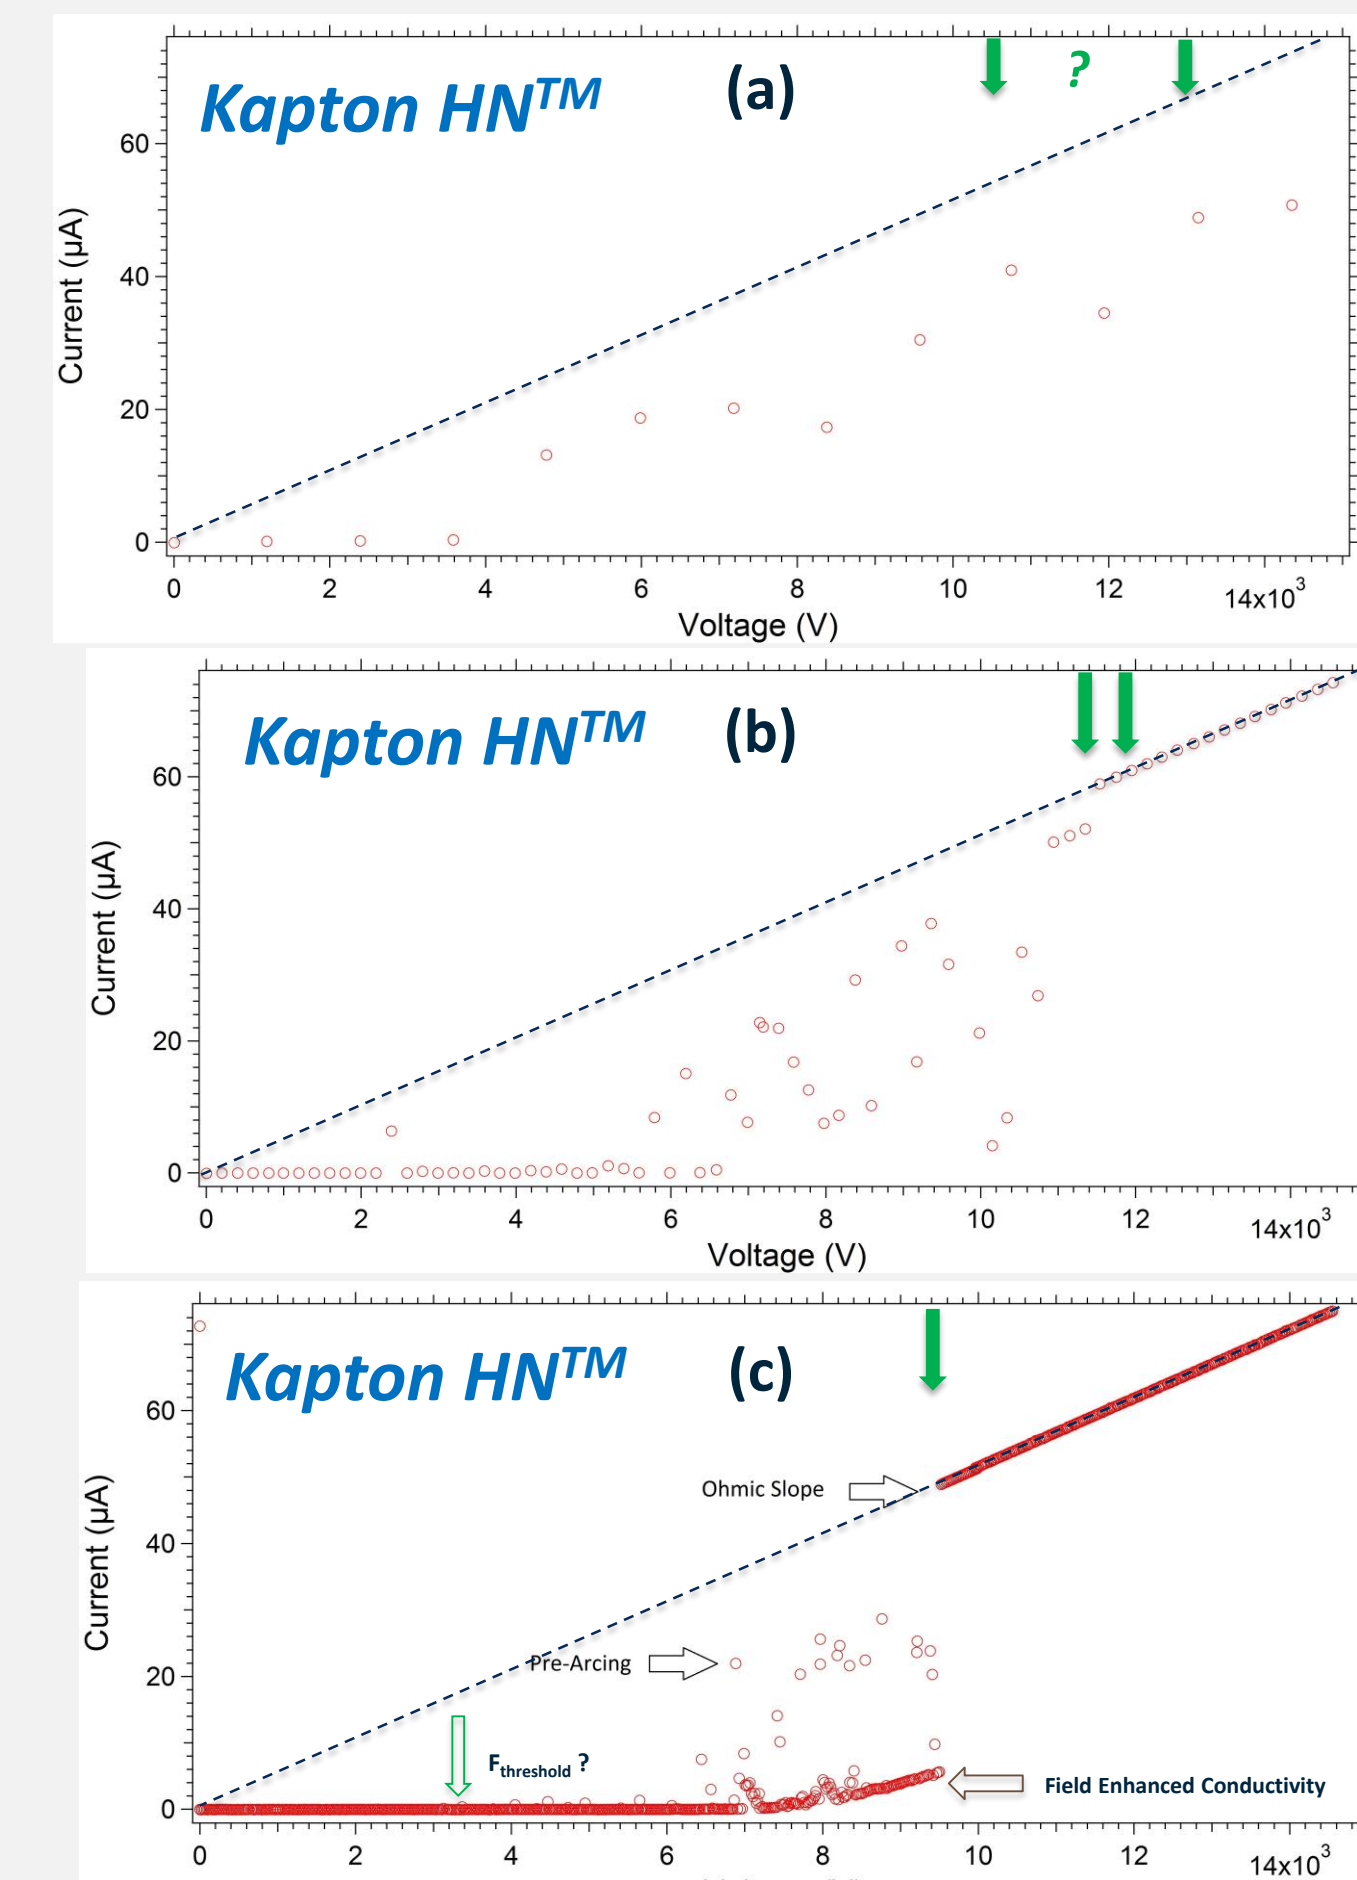 Kapton HN™ (a)
?
60
40
20
0
Current (µA)
0 2 4 6 8 10 12 14x10³
Voltage (V)
Kapton HN™ (b)
60
40
20
0
Current (µA)
0 2 4 6 8 10 12 14x10³
Voltage (V)
Kapton HN™ (c)
60
Ohmic Slope
40
Pre-Arcing
20
F_threshold ?
Field Enhanced Conductivity
0
Current (µA)
0 2 4 6 8 10 12 14x10³